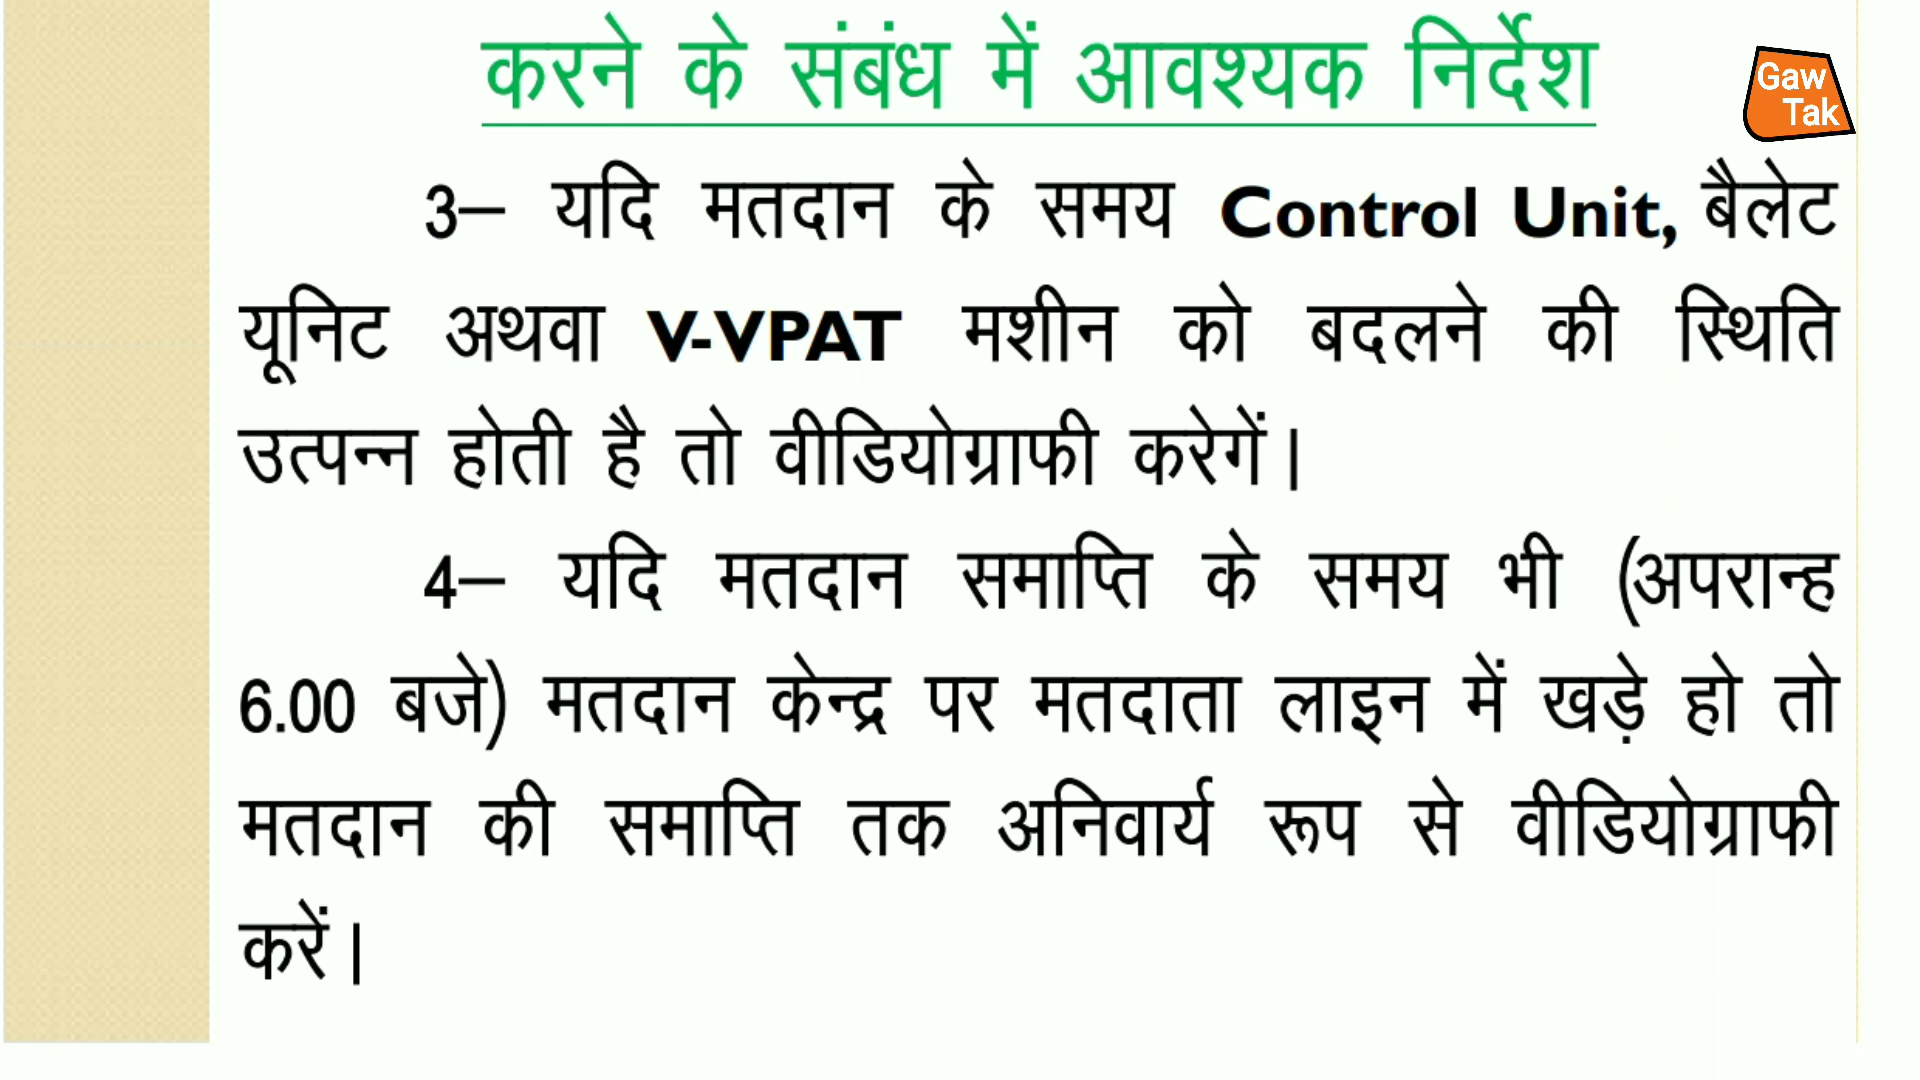 करने के संबंध में आवश्यक निर्देश
Gaw
Tak
3– यदि मतदान के समय Control Unit, बैलेट
यूनिट अथवा V-VPAT मशीन को बदलने की स्थिति
उत्पन्न होती है तो वीडियोग्राफी करेगें।
4– यदि मतदान समाप्ति के समय भी (अपरान्ह
6.00 बजे) मतदान केन्द्र पर मतदाता लाइन में खड़े हो तो
मतदान की समाप्ति तक अनिवार्य रूप से वीडियोग्राफी
करें।